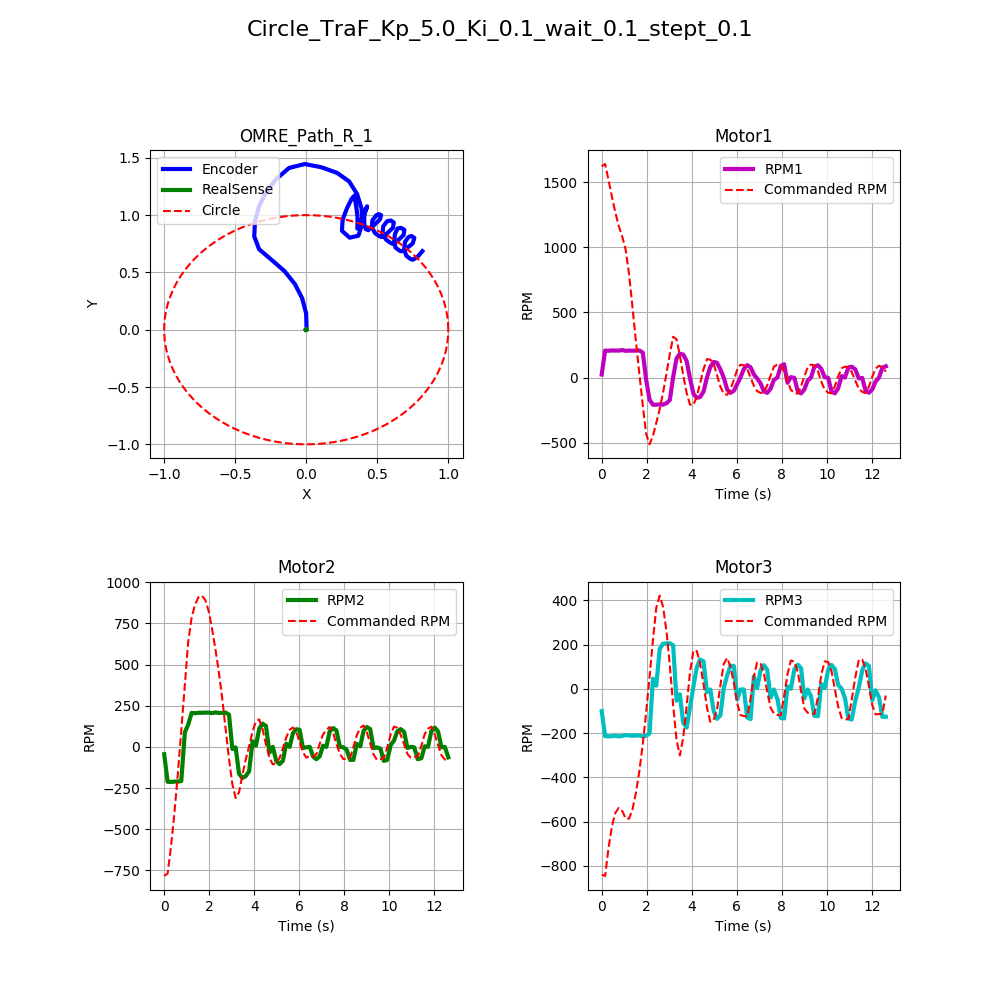 Circle_TraF_Kp_5.0_Ki_0.1_wait_0.1_stept_0.1
OMRE_Path_R_1
Encoder
RealSense
Circle
1.5
1.0
0.5
0.0
−0.5
−1.0
Y
−1.0 −0.5 0.0 0.5 1.0
X
Motor1
RPM1
Commanded RPM
1500
1000
500
0
−500
RPM
0 2 4 6 8 10 12
Time (s)
Motor2
RPM2
Commanded RPM
1000
750
500
250
0
−250
−500
−750
RPM
0 2 4 6 8 10 12
Time (s)
Motor3
RPM3
Commanded RPM
400
200
0
−200
−400
−600
−800
RPM
0 2 4 6 8 10 12
Time (s)